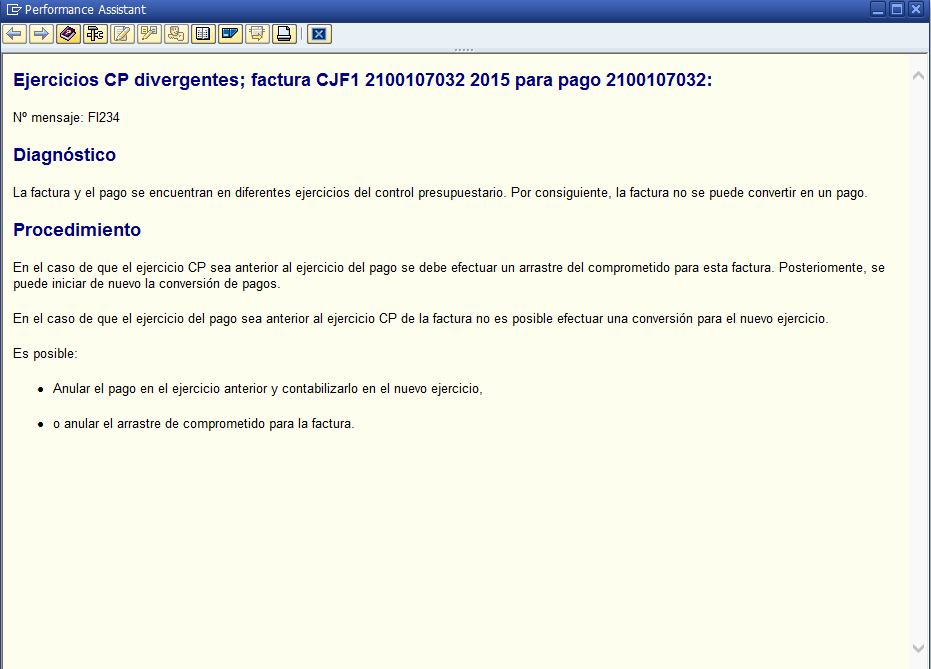 Performance Assistant
Ejercicios CP divergentes; factura CJF1 2100107032 2015 para pago 2100107032:
Nº mensaje: FI234
Diagnóstico
La factura y el pago se encuentran en diferentes ejercicios del control presupuestario. Por consiguiente, la factura no se puede convertir en un pago.
Procedimiento
En el caso de que el ejercicio CP sea anterior al ejercicio del pago se debe efectuar un arrastre del comprometido para esta factura. Posteriormente, se
puede iniciar de nuevo la conversión de pagos.
En el caso de que el ejercicio del pago sea anterior al ejercicio CP de la factura no es posible efectuar una conversión para el nuevo ejercicio.
Es posible:
• Anular el pago en el ejercicio anterior y contabilizarlo en el nuevo ejercicio,
• o anular el arrastre de comprometido para la factura.